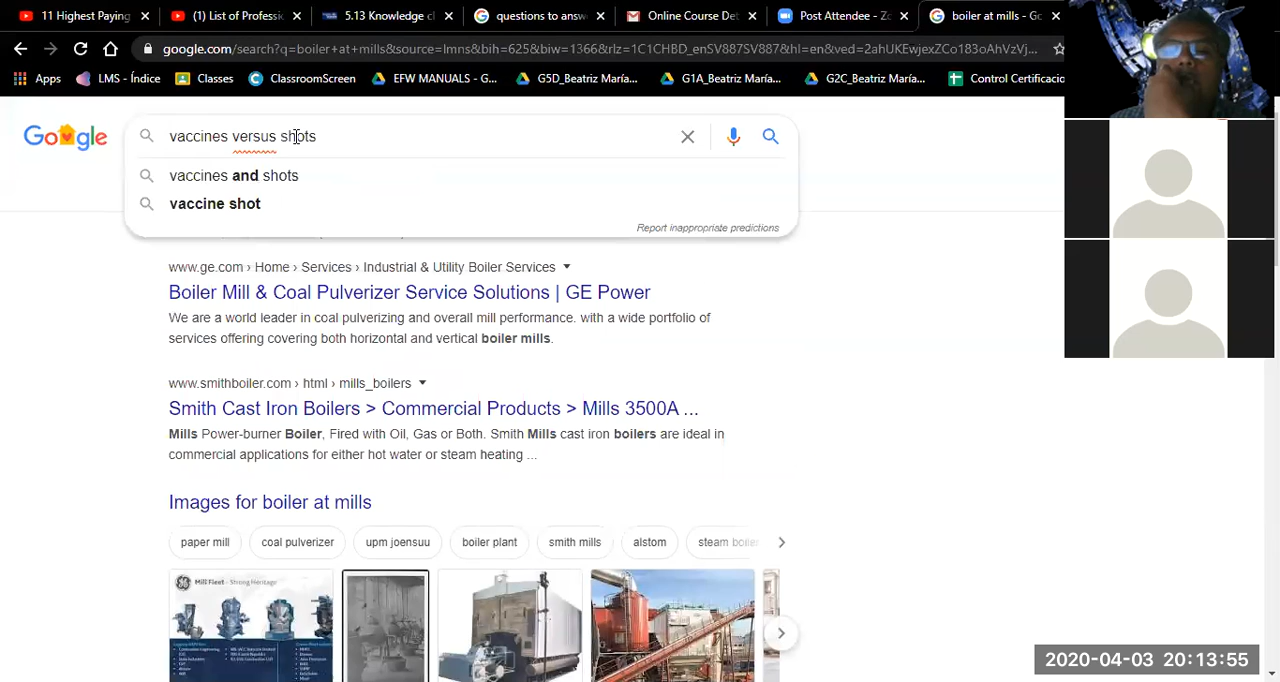 11 Highest Paying
(1) List of Professi
5.13 Knowledge c
questions to answ
Online Course Det
Post Attendee - Zo
boiler at mills - Go
google.com/search?q=boiler+at+mills&source=lmns&bih=625&biw=1366&rlz=1C1CHBD_enSV887SV887&hl=en&ved=2ahUKEwjexZCo183oAhVzVj...
Apps
LMS - Índice
Classes
ClassroomScreen
EFW MANUALS - G...
G5D_Beatriz María...
G1A_Beatriz María...
G2C_Beatriz María...
Control Certificacio
Google
vaccines versus shots
vaccines and shots
vaccine shot
Report inappropriate predictions
www.ge.com › Home › Services › Industrial & Utility Boiler Services
Boiler Mill & Coal Pulverizer Service Solutions | GE Power
We are a world leader in coal pulverizing and overall mill performance. with a wide portfolio of
services offering covering both horizontal and vertical boiler mills.
www.smithboiler.com › html › mills_boilers
Smith Cast Iron Boilers > Commercial Products > Mills 3500A ...
Mills Power-burner Boiler, Fired with Oil, Gas or Both. Smith Mills cast iron boilers are ideal in
commercial applications for either hot water or steam heating ...
Images for boiler at mills
paper mill
coal pulverizer
upm joensuu
boiler plant
smith mills
alstom
steam boile
Mill Fleet - Strong Heritage
2020-04-03 20:13:55